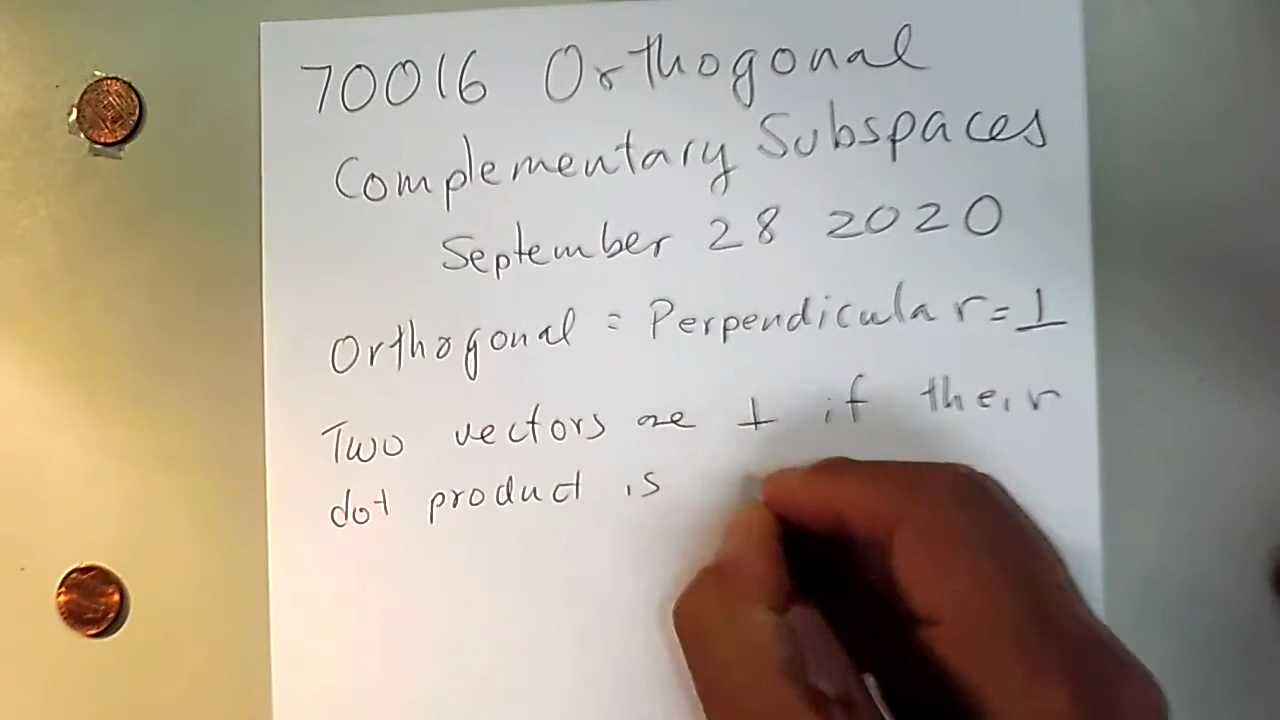 70016 Orthogonal
Complementary Subspaces
September 28 2020
Orthogonal = Perpendicular = ⊥
Two vectors are ⊥ if their
dot product is